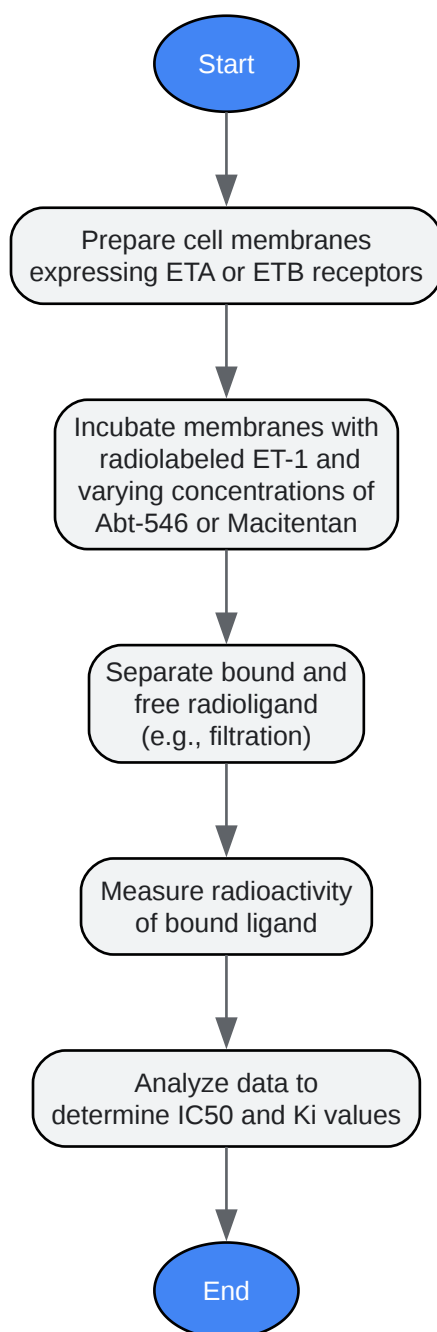 Start
Prepare cell membranes
expressing ETA or ETB receptors
Incubate membranes with
radiolabeled ET-1 and
varying concentrations of
Abt-546 or Macitentan
Separate bound and
free radioligand
(e.g., filtration)
Measure radioactivity
of bound ligand
Analyze data to
determine IC50 and Ki values
End